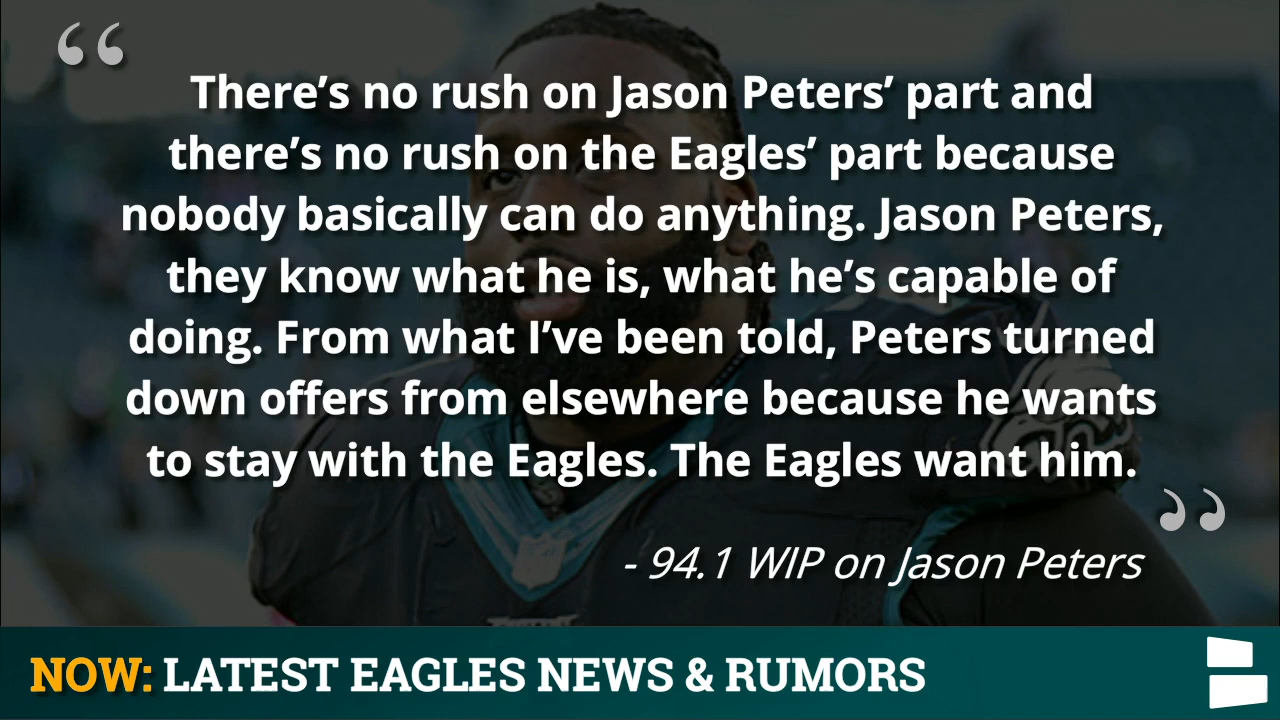 “
There’s no rush on Jason Peters’ part and
there’s no rush on the Eagles’ part because
nobody basically can do anything. Jason Peters,
they know what he is, what he’s capable of
doing. From what I’ve been told, Peters turned
down offers from elsewhere because he wants
to stay with the Eagles. The Eagles want him.
”
- 94.1 WIP on Jason Peters
NOW: LATEST EAGLES NEWS & RUMORS